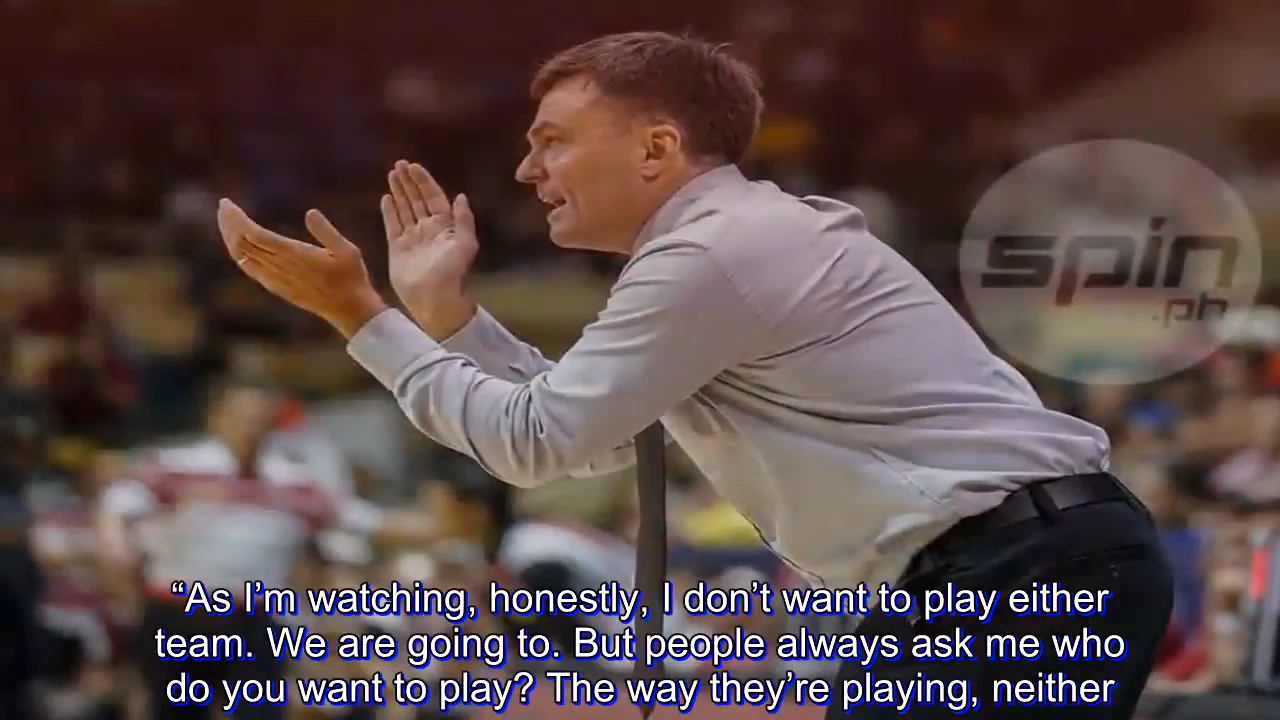 spin
.ph
“As I’m watching, honestly, I don’t want to play either
team. We are going to. But people always ask me who
do you want to play? The way they’re playing, neither